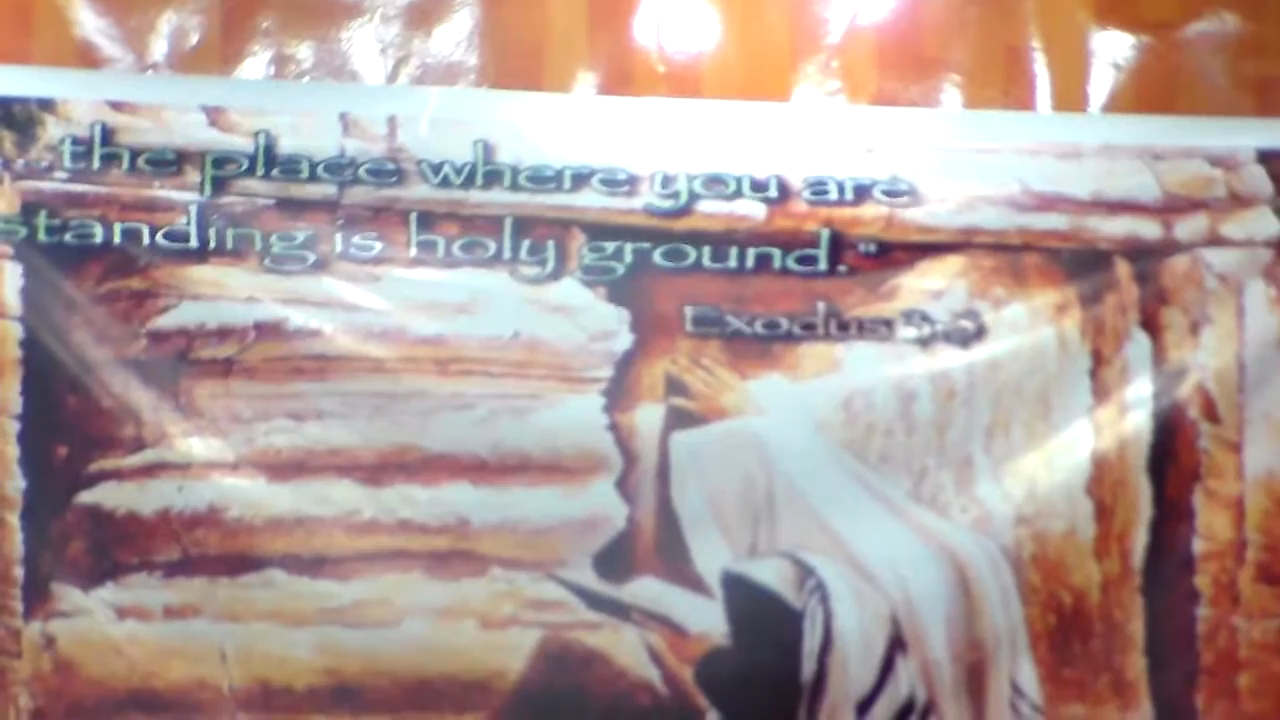 ...the place where you are
standing is holy ground."
Exodus